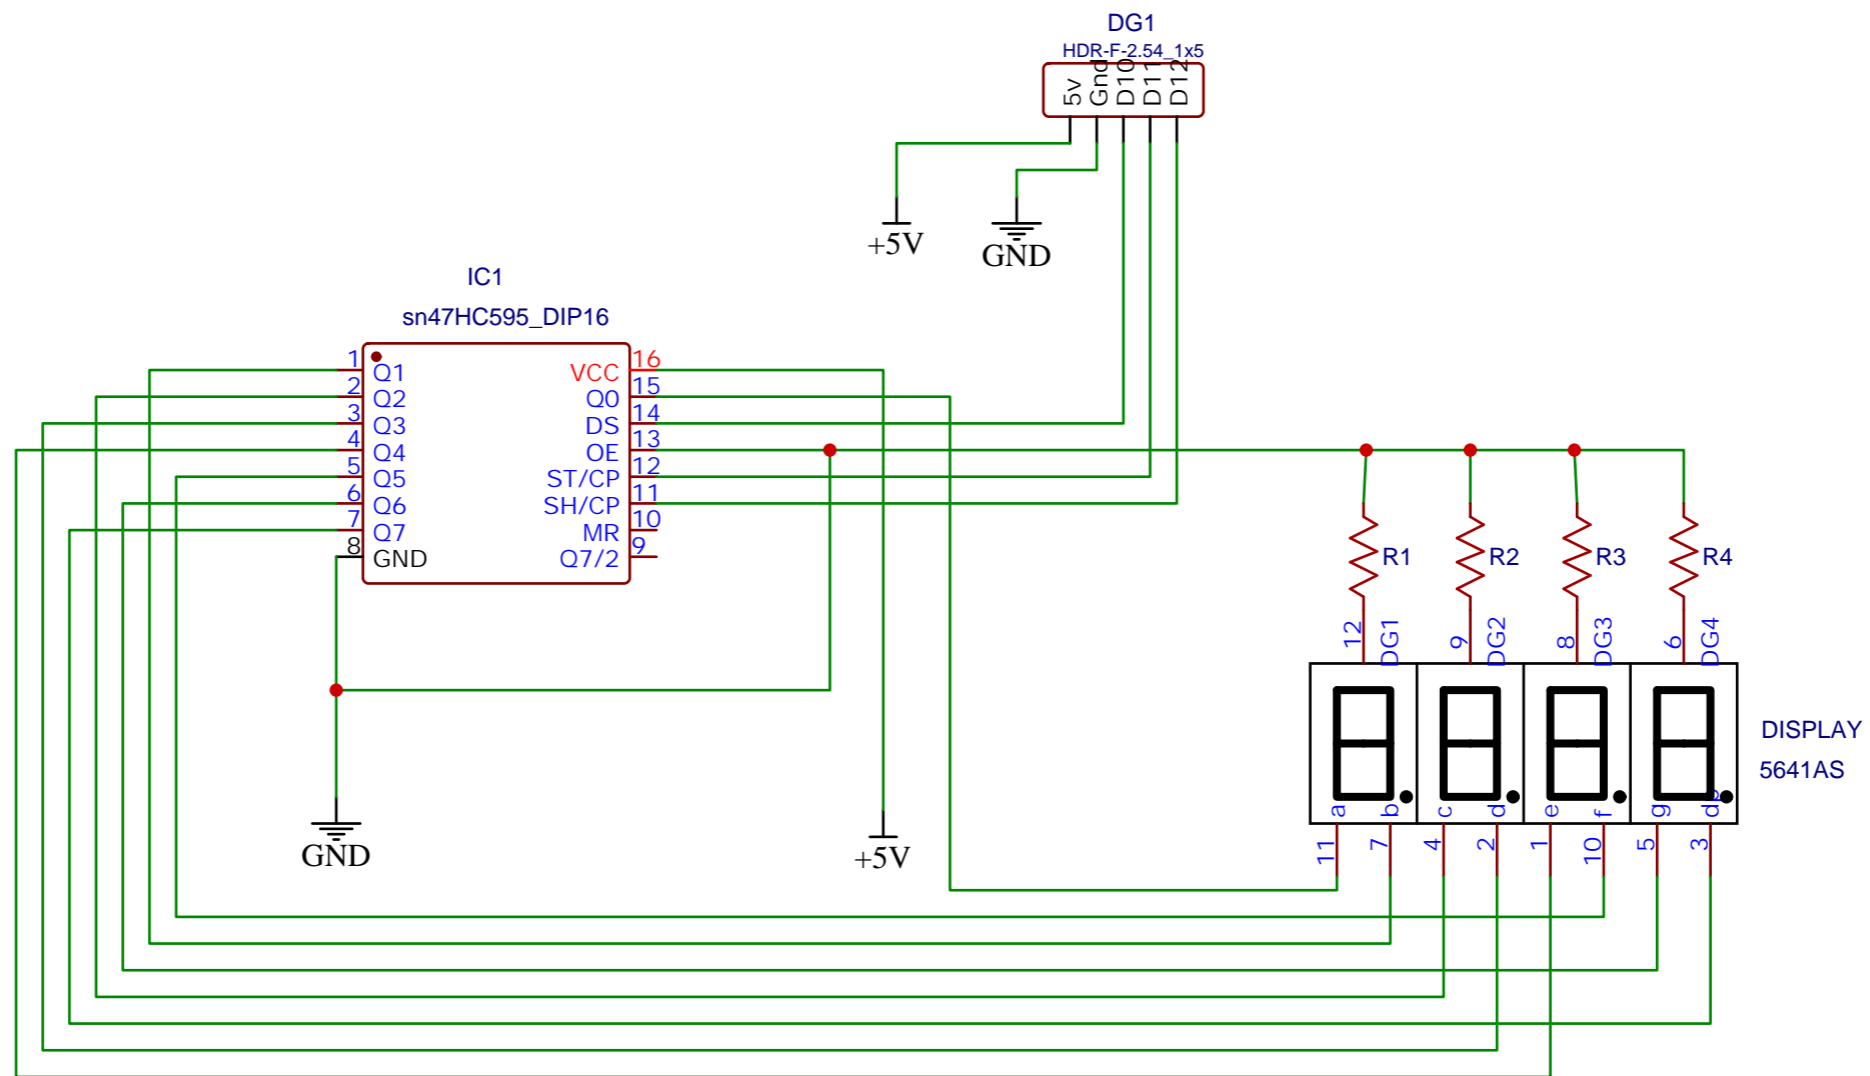 DG1
HDR-F-2.54_1x5
5v
Gnd
D10
D11
D12
+5V
GND
IC1
sn47HC595_DIP16
1 Q1
2 Q2
3 Q3
4 Q4
5 Q5
6 Q6
7 Q7
8 GND
VCC 16
Q0 15
DS 14
OE 13
ST/CP 12
SH/CP 11
MR 10
Q7/2 9
GND
+5V
R1
R2
R3
R4
12 DG1
9 DG2
8 DG3
6 DG4
DISPLAY
5641AS
a
b
c
d
e
f
g
dp
11
7
4
2
1
10
5
3